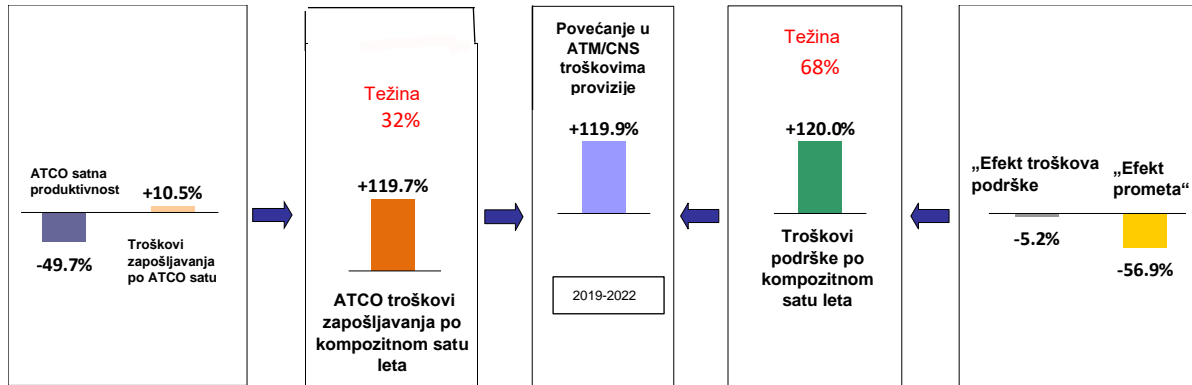 ATCO satna
produktivnost
+10.5%
-49.7%
Troškovi
zapošljavanja
po ATCO satu
Težina
32%
+119.7%
ATCO troškovi
zapošljavanja po
kompozitnom satu
leta
Povećanje u
ATM/CNS
troškovima
provizije
+119.9%
2019-2022
Težina
68%
+120.0%
Troškovi
podrške po
kompozitnom
satu leta
„Efekt troškova
podrške
-5.2%
„Efekt
prometa“
-56.9%